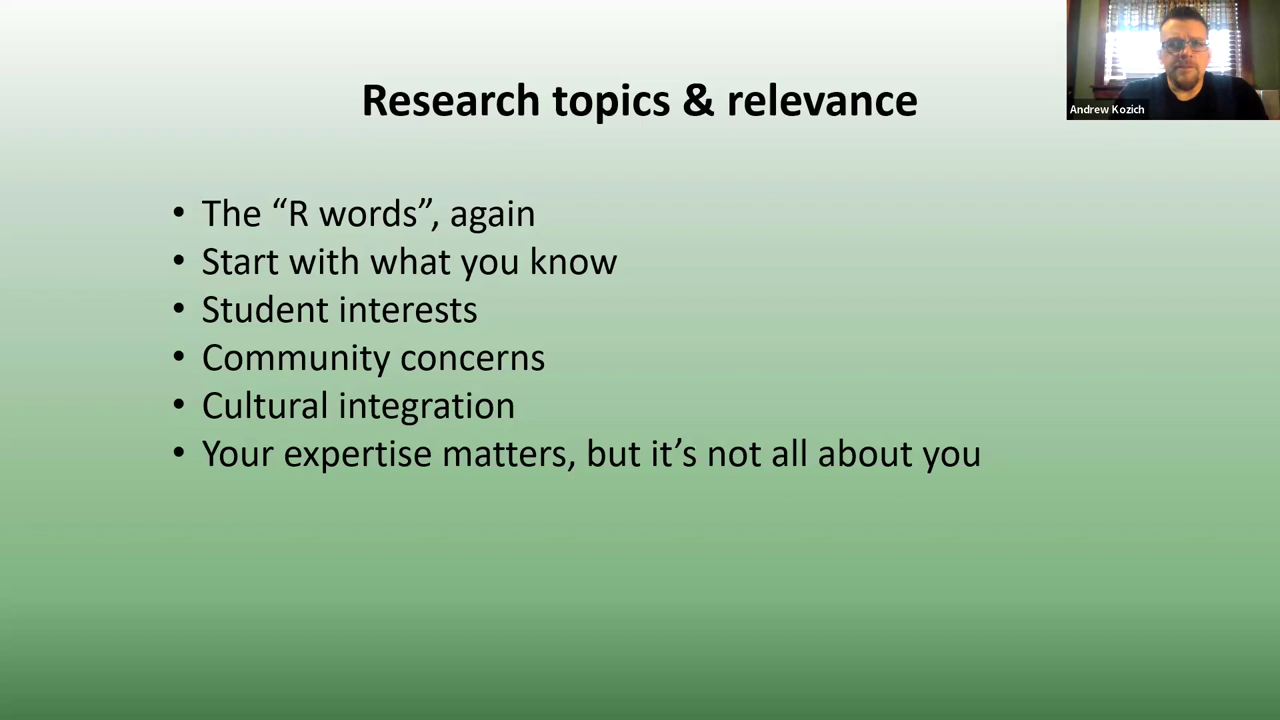 Andrew Kozich
Research topics & relevance
• The “R words”, again
• Start with what you know
• Student interests
• Community concerns
• Cultural integration
• Your expertise matters, but it’s not all about you